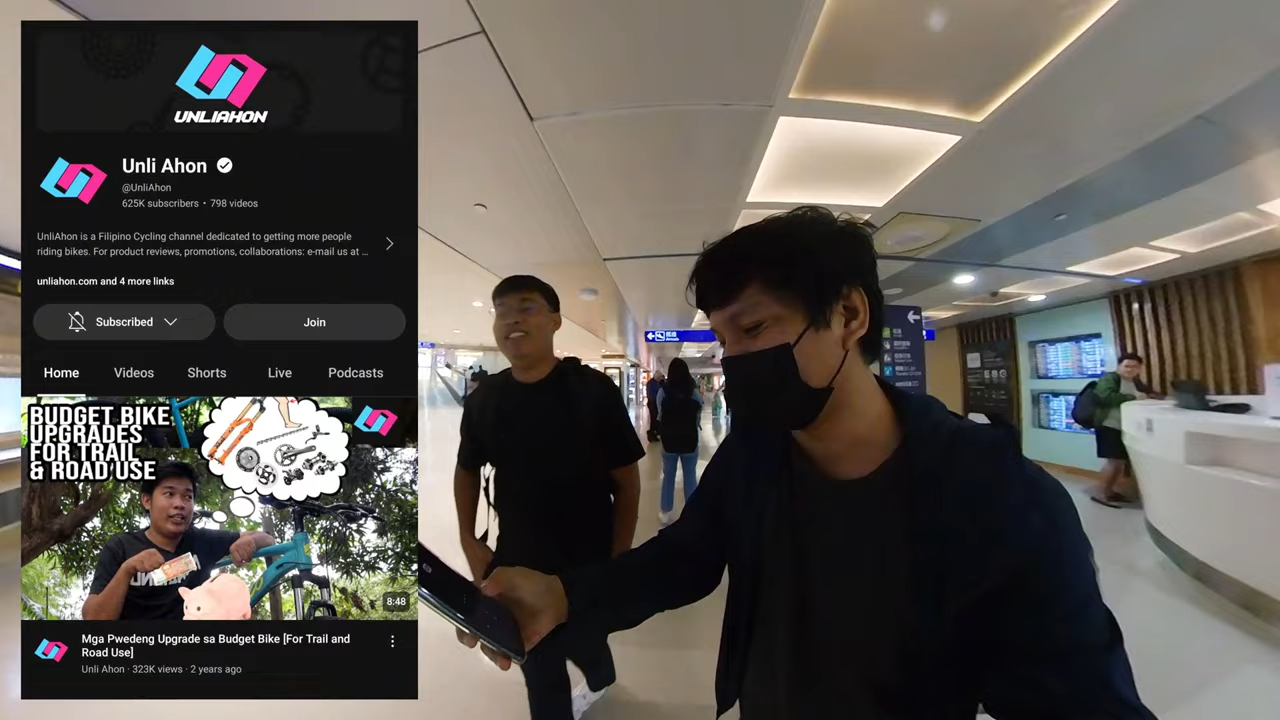 UNLIAHON
Unli Ahon
@UnliAhon
625K subscribers • 798 videos
UnliAhon is a Filipino Cycling channel dedicated to getting more people
riding bikes. For product reviews, promotions, collaborations: e-mail us at ...
unliahon.com and 4 more links
Subscribed
Join
Home
Videos
Shorts
Live
Podcasts
BUDGET BIKE
UPGRADES
FOR TRAIL
& ROAD USE
8:48
Mga Pwedeng Upgrade sa Budget Bike [For Trail and
Road Use]
Unli Ahon · 323K views · 2 years ago